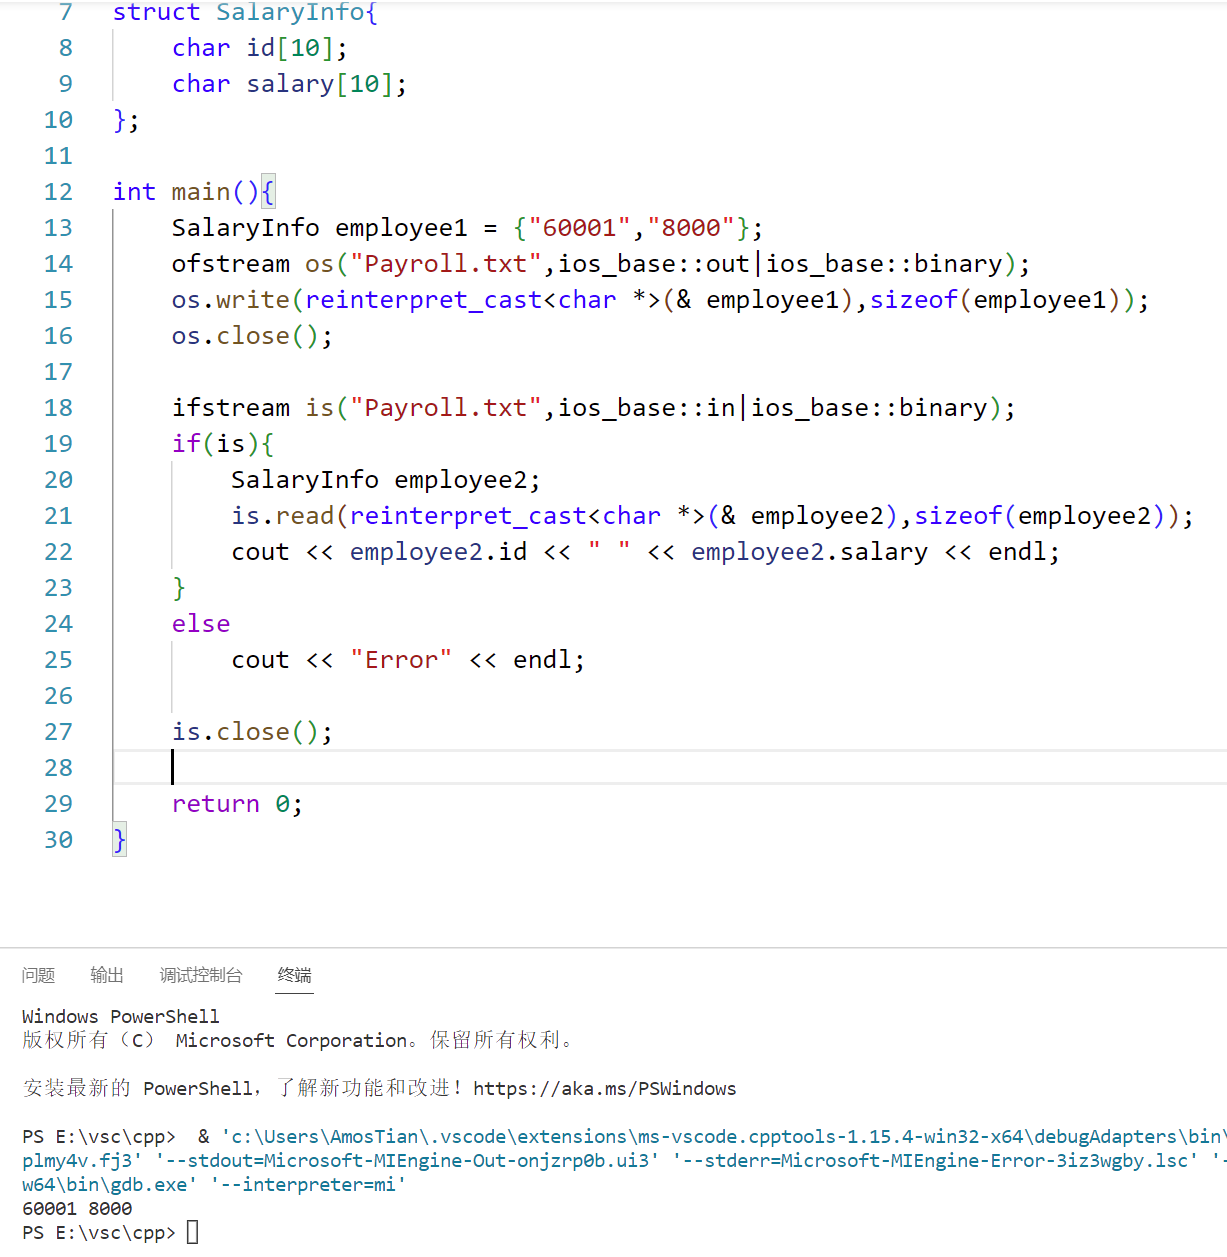 7 struct SalaryInfo{
8 char id[10];
9 char salary[10];
10 };
11
12 int main(){
13 SalaryInfo employee1 = {"60001","8000"};
14 ofstream os("Payroll.txt",ios_base::out|ios_base::binary);
15 os.write(reinterpret_cast<char *>(& employee1),sizeof(employee1));
16 os.close();
17
18 ifstream is("Payroll.txt",ios_base::in|ios_base::binary);
19 if(is){
20 SalaryInfo employee2;
21 is.read(reinterpret_cast<char *>(& employee2),sizeof(employee2));
22 cout << employee2.id << " " << employee2.salary << endl;
23 }
24 else
25 cout << "Error" << endl;
26
27 is.close();
28
29 return 0;
30 }
问题 输出 调试控制台 终端
Windows PowerShell
版权所有（C） Microsoft Corporation。保留所有权利。
安装最新的 PowerShell，了解新功能和改进！https://aka.ms/PSWindows
PS E:\vsc\cpp>  & 'c:\Users\AmosTian\.vscode\extensions\ms-vscode.cpptools-1.15.4-win32-x64\debugAdapters\bin\
plmy4v.fj3' '--stdout=Microsoft-MIEngine-Out-onjzrp0b.ui3' '--stderr=Microsoft-MIEngine-Error-3iz3wgby.lsc' '-
w64\bin\gdb.exe' '--interpreter=mi'
60001 8000
PS E:\vsc\cpp>